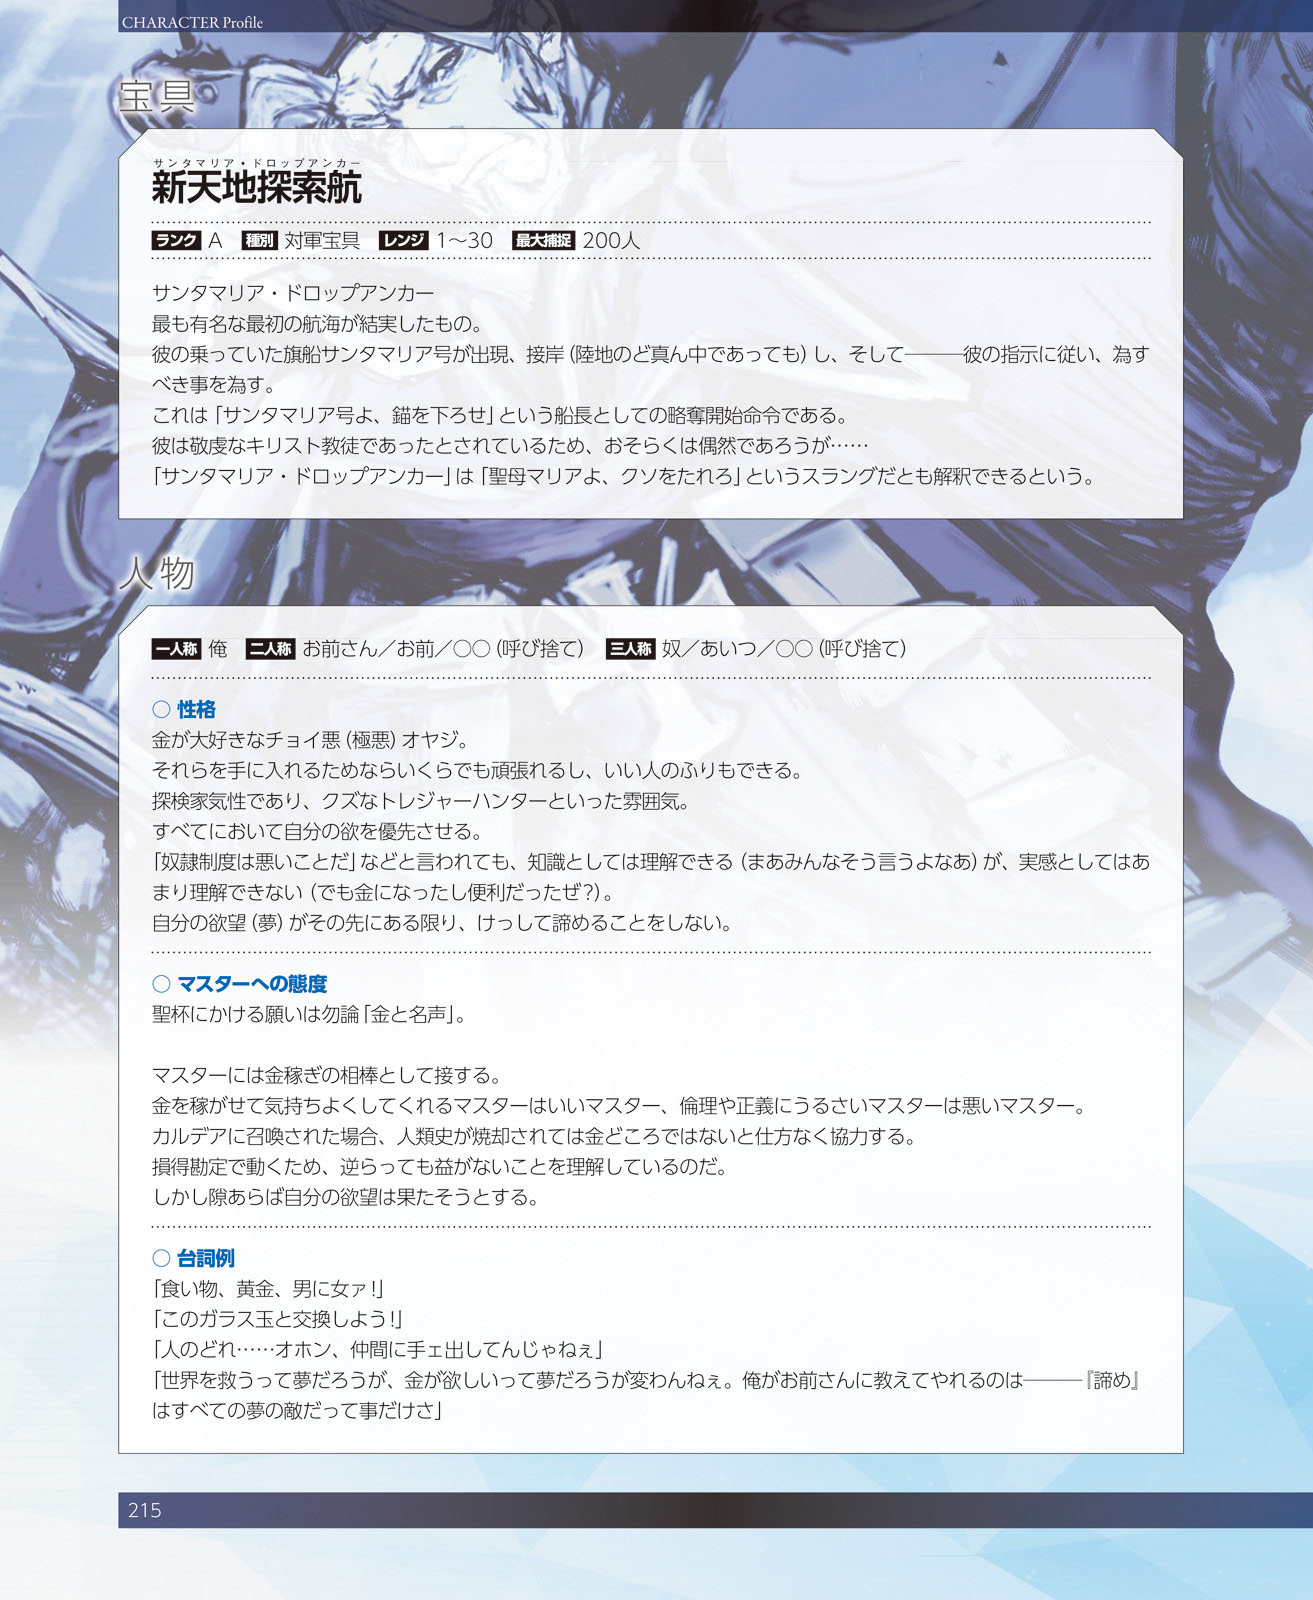 CHARACTER Profile
宝具
サンタマリア・ドロップアンカー
新天地探索航
ランク A 種別 対軍宝具 レンジ 1～30 最大捕捉 200人
サンタマリア・ドロップアンカー
最も有名な最初の航海が結実したもの。
彼の乗っていた旗船サンタマリア号が出現、接岸（陸地のど真ん中であっても）し、そして―――彼の指示に従い、為す
べき事を為す。
これは「サンタマリア号よ、錨を下ろせ」という船長としての略奪開始命令である。
彼は敬虔なキリスト教徒であったとされているため、おそらくは偶然であろうが……
「サンタマリア・ドロップアンカー」は「聖母マリアよ、クソをたれろ」というスラングだとも解釈できるという。
人物
一人称 俺 二人称 お前さん／お前／○○（呼び捨て） 三人称 奴／あいつ／○○（呼び捨て）
○ 性格
金が大好きなチョイ悪（極悪）オヤジ。
それらを手に入れるためならいくらでも頑張れるし、いい人のふりもできる。
探検家気性であり、クズなトレジャーハンターといった雰囲気。
すべてにおいて自分の欲を優先させる。
「奴隷制度は悪いことだ」などと言われても、知識としては理解できる（まあみんなそう言うよなあ）が、実感としてはあ
まり理解できない（でも金になったし便利だったぜ？）。
自分の欲望（夢）がその先にある限り、けっして諦めることをしない。
○ マスターへの態度
聖杯にかける願いは勿論「金と名声」。
マスターには金稼ぎの相棒として接する。
金を稼がせて気持ちよくしてくれるマスターはいいマスター、倫理や正義にうるさいマスターは悪いマスター。
カルデアに召喚された場合、人類史が焼却されては金どころではないと仕方なく協力する。
損得勘定で動くため、逆らっても益がないことを理解しているのだ。
しかし隙あらば自分の欲望は果たそうとする。
○ 台詞例
「食い物、黄金、男に女ァ！」
「このガラス玉と交換しよう！」
「人のどれ……オホン、仲間に手ェ出してんじゃねぇ」
「世界を救うって夢だろうが、金が欲しいって夢だろうが変わんねぇ。俺がお前さんに教えてやれるのは―――『諦め』
はすべての夢の敵だって事だけさ」
215